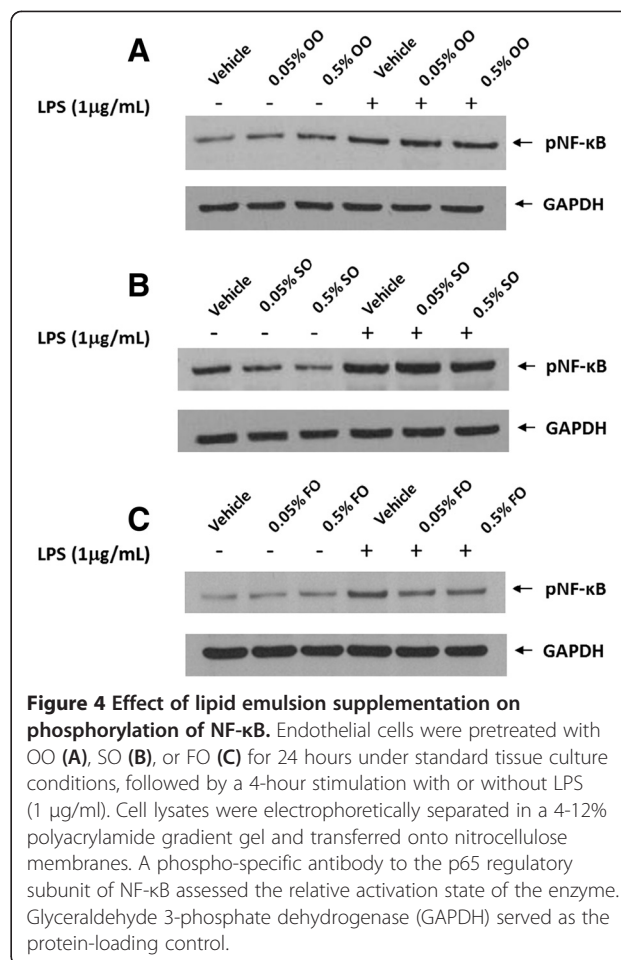 A
Vehicle 0.05% OO 0.5% OO Vehicle 0.05% OO 0.5% OO
LPS (1μg/mL) - - - + + +
← pNF-κB
← GAPDH
B
Vehicle 0.05% SO 0.5% SO Vehicle 0.05% SO 0.5% SO
LPS (1μg/mL) - - - + + +
← pNF-κB
← GAPDH
C
Vehicle 0.05% FO 0.5% FO Vehicle 0.05% FO 0.5% FO
LPS (1μg/mL) - - - + + +
← pNF-κB
← GAPDH
Figure 4 Effect of lipid emulsion supplementation on
phosphorylation of NF-κB. Endothelial cells were pretreated with
OO (A), SO (B), or FO (C) for 24 hours under standard tissue culture
conditions, followed by a 4-hour stimulation with or without LPS
(1 μg/ml). Cell lysates were electrophoretically separated in a 4-12%
polyacrylamide gradient gel and transferred onto nitrocellulose
membranes. A phospho-specific antibody to the p65 regulatory
subunit of NF-κB assessed the relative activation state of the enzyme.
Glyceraldehyde 3-phosphate dehydrogenase (GAPDH) served as the
protein-loading control.